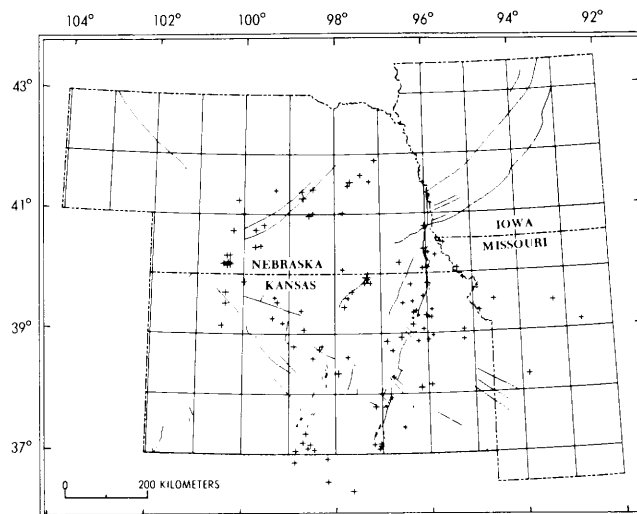 104° 102° 100° 98° 96° 94° 92°
43°
41°
IOWA
MISSOURI
NEBRASKA
KANSAS
39°
37°
0 200 KILOMETERS